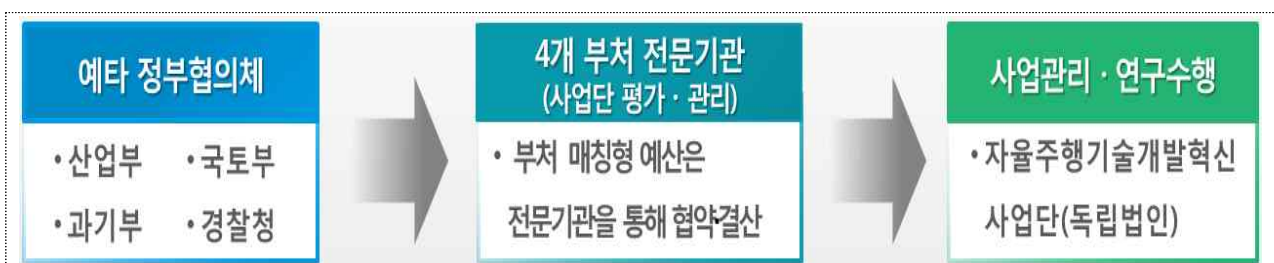 예타 정부협의체
•산업부 •국토부
•과기부 •경찰청
4개 부처 전문기관
(사업단 평가·관리)
• 부처 매칭형 예산은
전문기관을 통해 협약·결산
사업관리·연구수행
•자율주행기술개발혁신
사업단(독립법인)